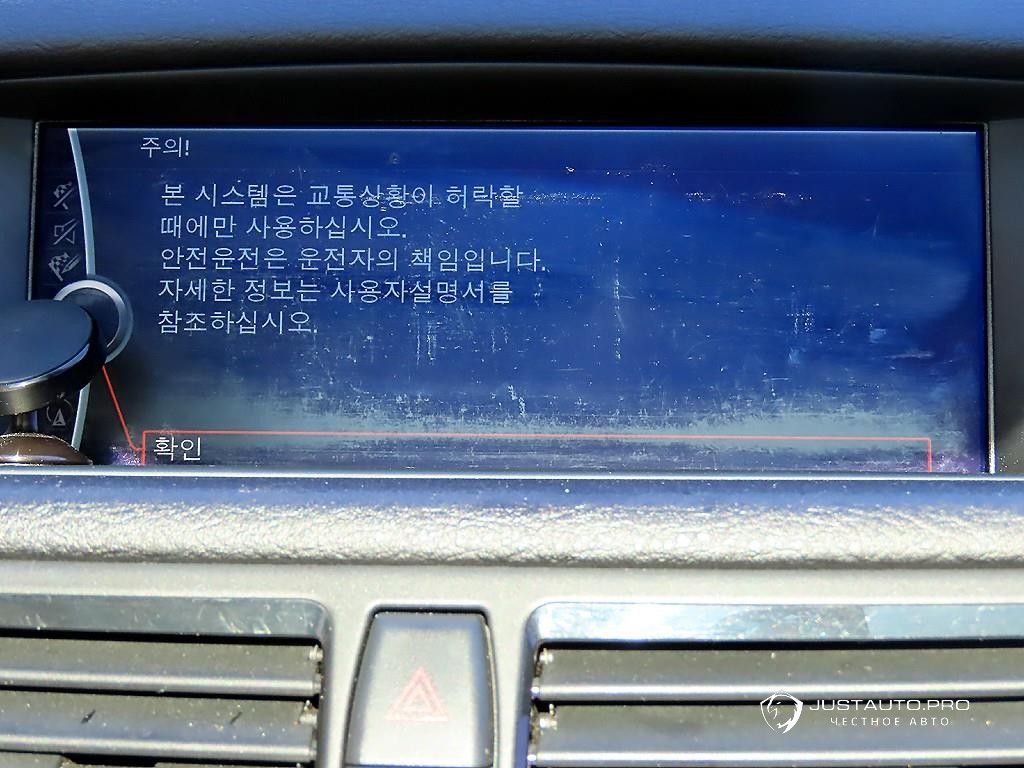 주의!
본 시스템은 교통상황이 허락할
때에만 사용하십시오.
안전운전은 운전자의 책임입니다.
자세한 정보는 사용자설명서를
참조하십시오.
확인
JUSTAUTO.PRO
ЧЕСТНОЕ АВТО